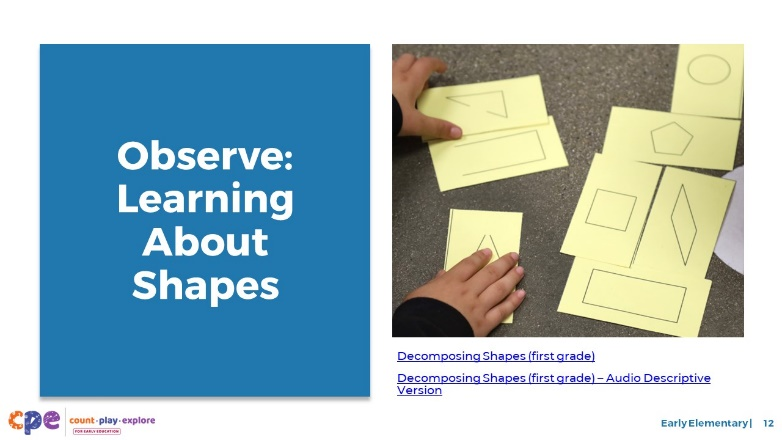 Observe:
Learning
About
Shapes
Decomposing Shapes (first grade)
Decomposing Shapes (first grade) – Audio Descriptive
Version
cpe count·play·explore
FOR EARLY EDUCATION
Early Elementary | 12